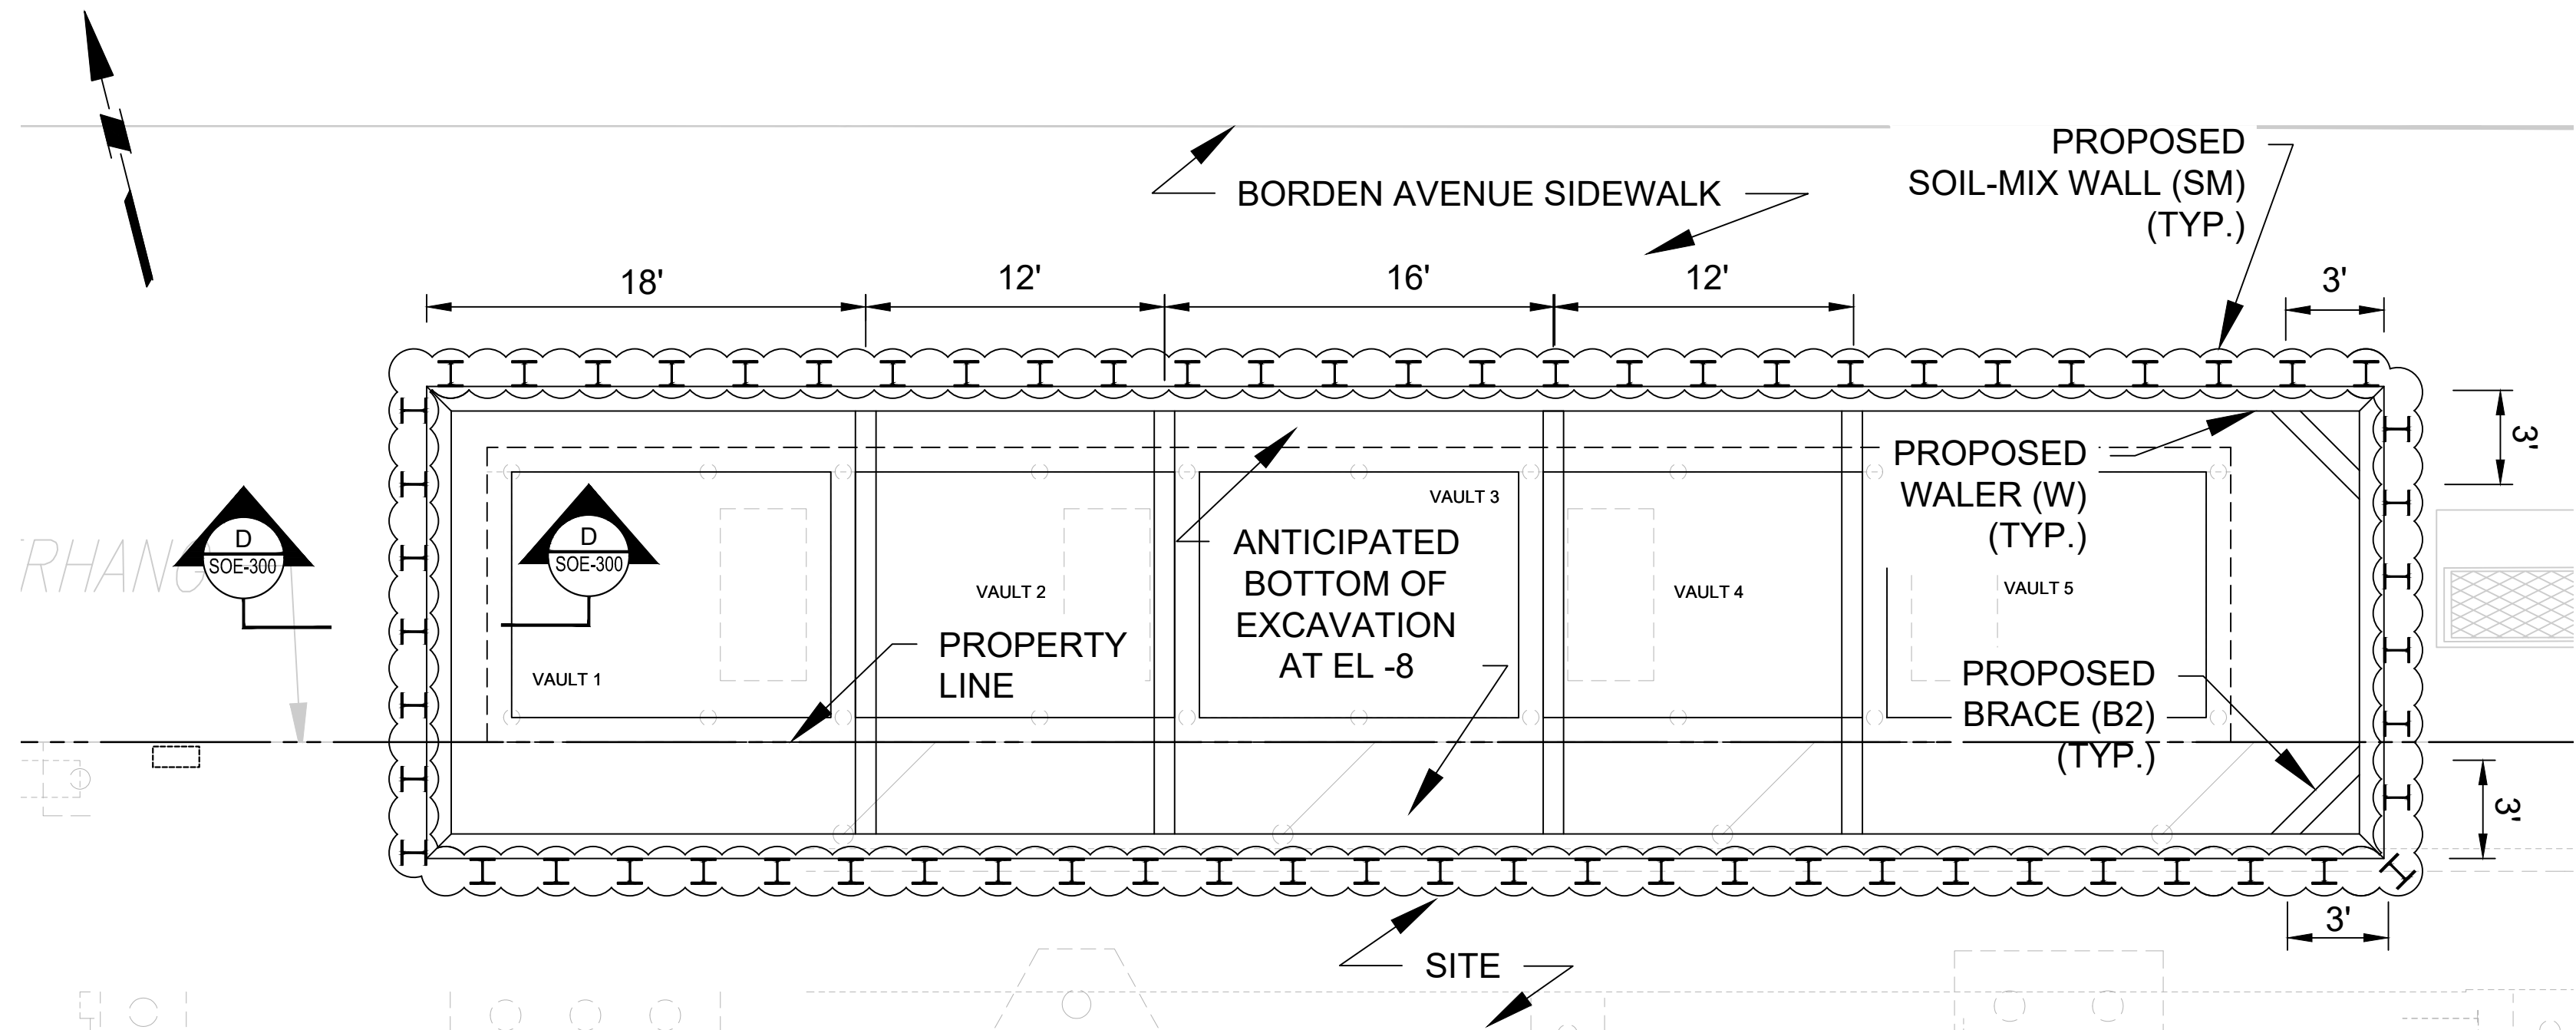 PROPOSED
SOIL-MIX WALL (SM)
(TYP.)
BORDEN AVENUE SIDEWALK
18'
12'
16'
12'
3'
3'
PROPOSED
WALER (W)
(TYP.)
VAULT 3
D
SOE-300
D
SOE-300
ANTICIPATED
BOTTOM OF
EXCAVATION
AT EL -8
RHANG
VAULT 2
VAULT 4
VAULT 5
PROPERTY
LINE
VAULT 1
PROPOSED
BRACE (B2)
(TYP.)
3'
3'
SITE